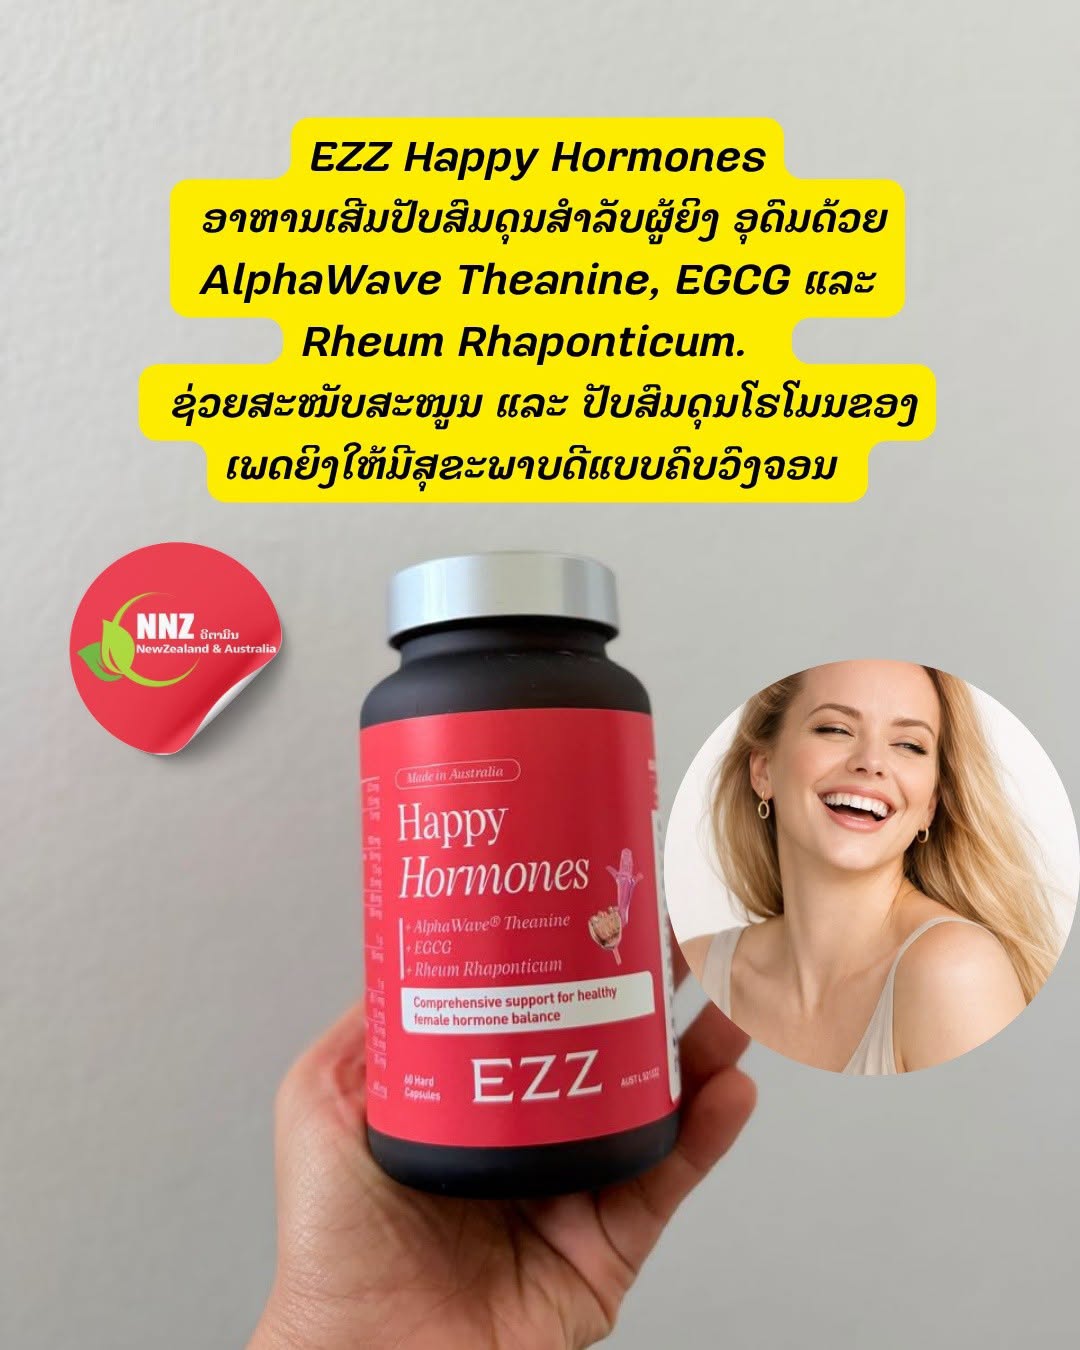 EZZ Happy Hormones
ອາຫານເສີມປັບສົມດຸນສຳລັບຜູ້ຍິງ ອຸດົມດ້ວຍ
AlphaWave Theanine, EGCG ແລະ
Rheum Rhaponticum.
ຊ່ວຍສະໜັບສະໜູນ ແລະ ປັບສົມດຸນໂຮໂມນຂອງ
ເພດຍິງໃຫ້ມີສຸຂະພາບດີແບບຄົບວົງຈອນ
NNZ ວິຕາມິນ
NewZealand & Australia
Made in Australia
Happy
Hormones
+ AlphaWave® Theanine
+ EGCG
+ Rheum Rhaponticum
Comprehensive support for healthy
female hormone balance
60 Hard
Capsules
EZZ
AUST L